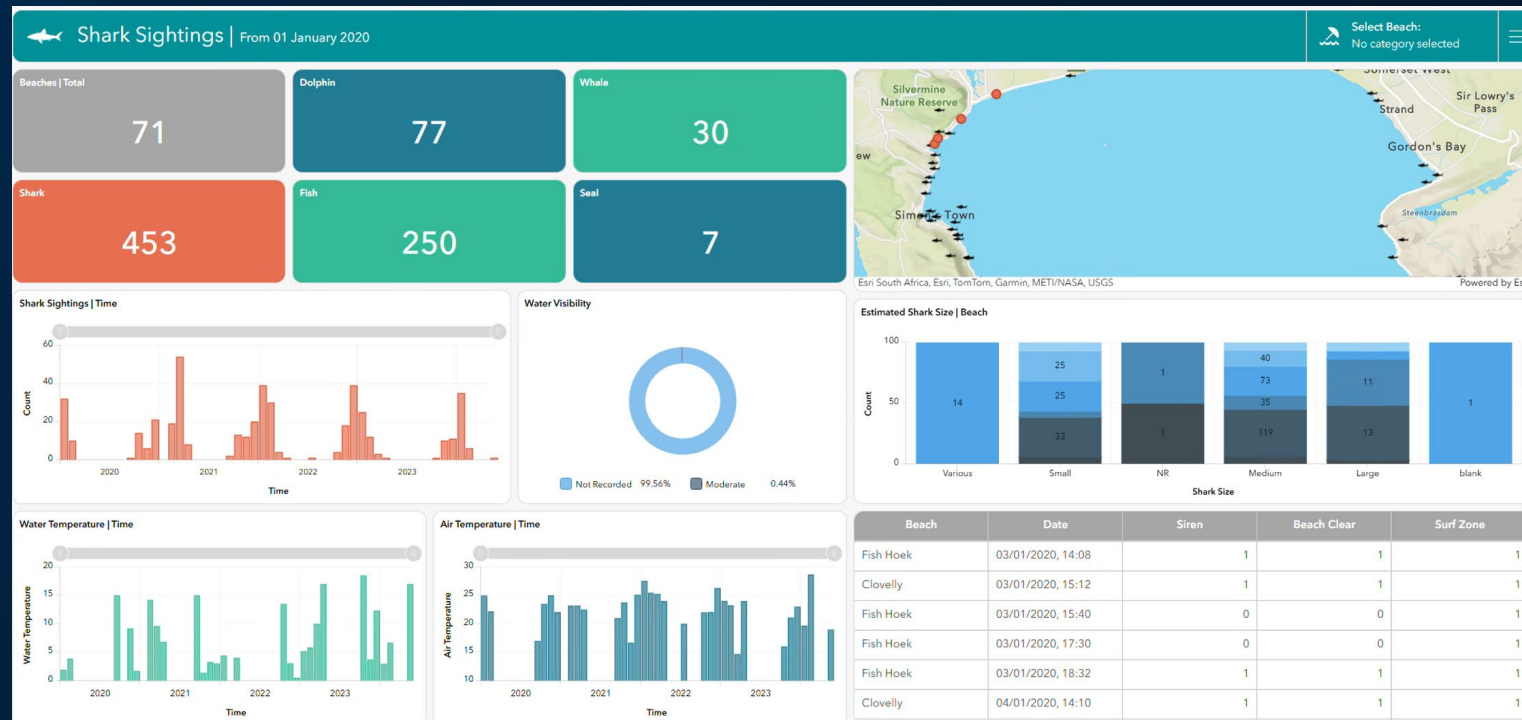 Shark Sightings | From 01 January 2020
Select Beach:
No category selected
Beaches | Total
71
Dolphin
77
Whale
30
Shark
453
Fish
250
Seal
7
Silvermine
Nature Reserve
ew
Simon's Town
Somerset West
Strand
Sir Lowry's
Pass
Gordon's Bay
Steenbrasdam
Esri South Africa, Esri, TomTom, Garmin, METI/NASA, USGS
Powered by Es
Shark Sightings | Time
60
40
20
0
Count
2020 2021 2022 2023
Time
Water Visibility
Not Recorded 99.56% Moderate 0.44%
Estimated Shark Size | Beach
100
50
0
Count
14
25
25
33
1
1
40
73
35
119
11
13
1
Various Small NR Medium Large blank
Shark Size
Water Temperature | Time
20
15
10
5
0
Water Temperature
2020 2021 2022 2023
Time
Air Temperature | Time
30
25
20
15
10
Air Temperature
2020 2021 2022 2023
Time
Beach Date Siren Beach Clear Surf Zone
Fish Hoek 03/01/2020, 14:08 1 1 1
Clovelly 03/01/2020, 15:12 1 1 1
Fish Hoek 03/01/2020, 15:40 0 0 1
Fish Hoek 03/01/2020, 17:30 0 0 1
Fish Hoek 03/01/2020, 18:32 1 1 1
Clovelly 04/01/2020, 14:10 1 1 1